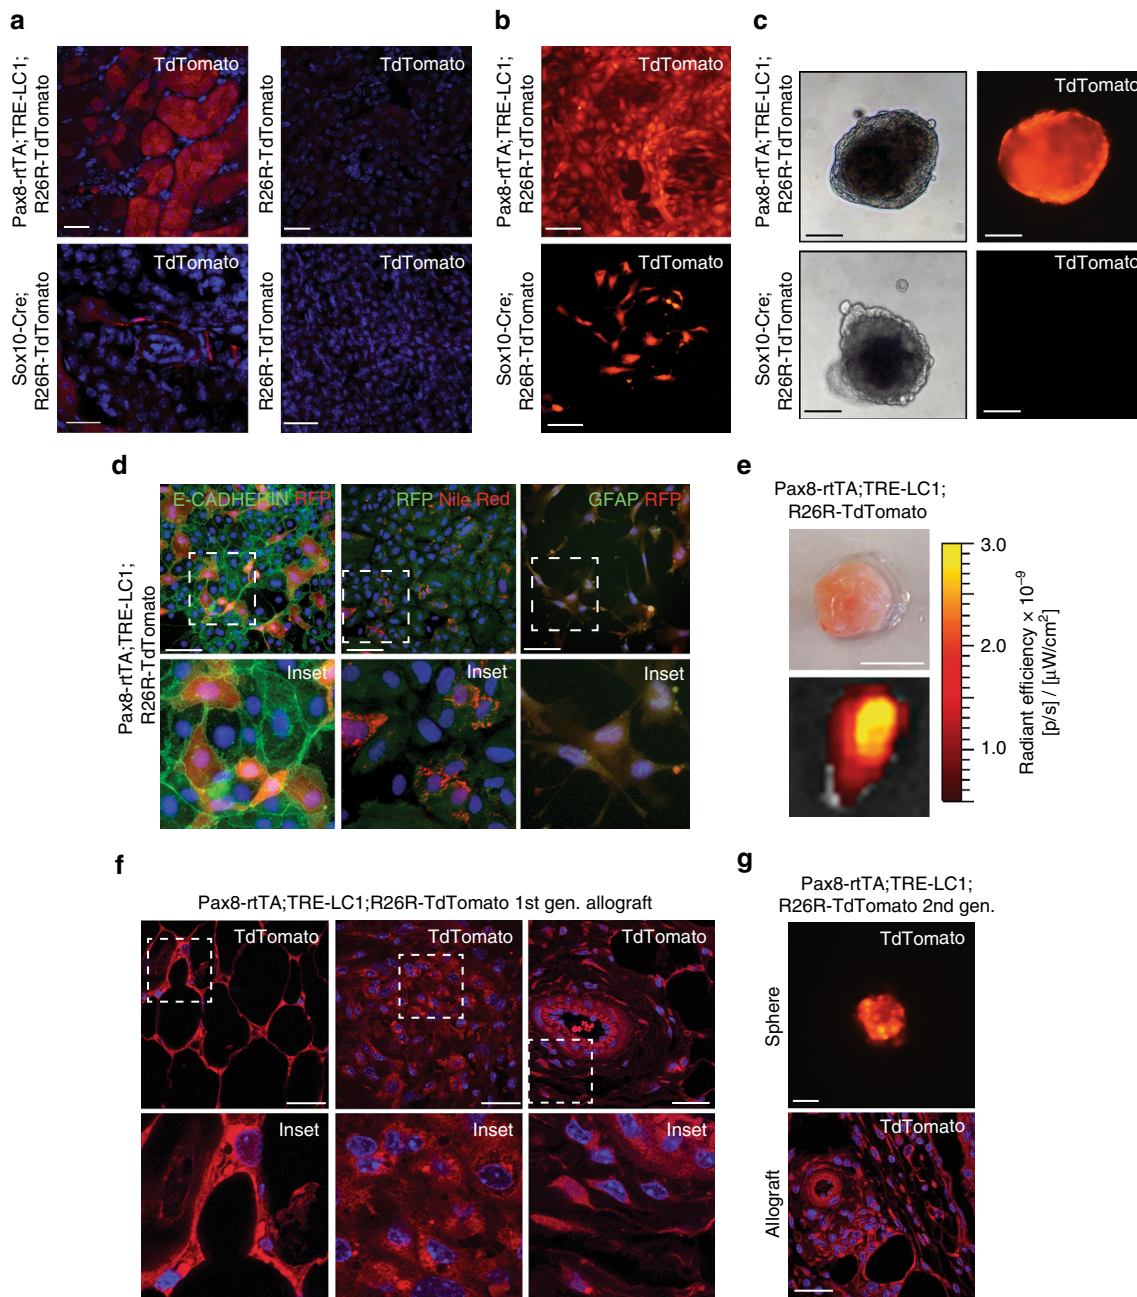 a
Pax8-rtTA;TRE-LC1;
R26R-TdTomato
TdTomato
R26R-TdTomato
TdTomato
Sox10-Cre;
R26R-TdTomato
TdTomato
R26R-TdTomato
TdTomato
b
Pax8-rtTA;TRE-LC1;
R26R-TdTomato
TdTomato
Sox10-Cre;
R26R-TdTomato
TdTomato
c
Pax8-rtTA;TRE-LC1;
R26R-TdTomato
TdTomato
Sox10-Cre;
R26R-TdTomato
TdTomato
d
Pax8-rtTA;TRE-LC1;
R26R-TdTomato
E-CADHERIN RFP
RFP Nile Red
GFAP RFP
Inset
Inset
Inset
e
Pax8-rtTA;TRE-LC1;
R26R-TdTomato
3.0
2.0
1.0
Radiant efficiency × 10⁻⁹
[p/s] / [µW/cm²]
f
Pax8-rtTA;TRE-LC1;R26R-TdTomato 1st gen. allograft
TdTomato
TdTomato
TdTomato
Inset
Inset
Inset
g
Pax8-rtTA;TRE-LC1;
R26R-TdTomato 2nd gen.
Sphere
TdTomato
Allograft
TdTomato